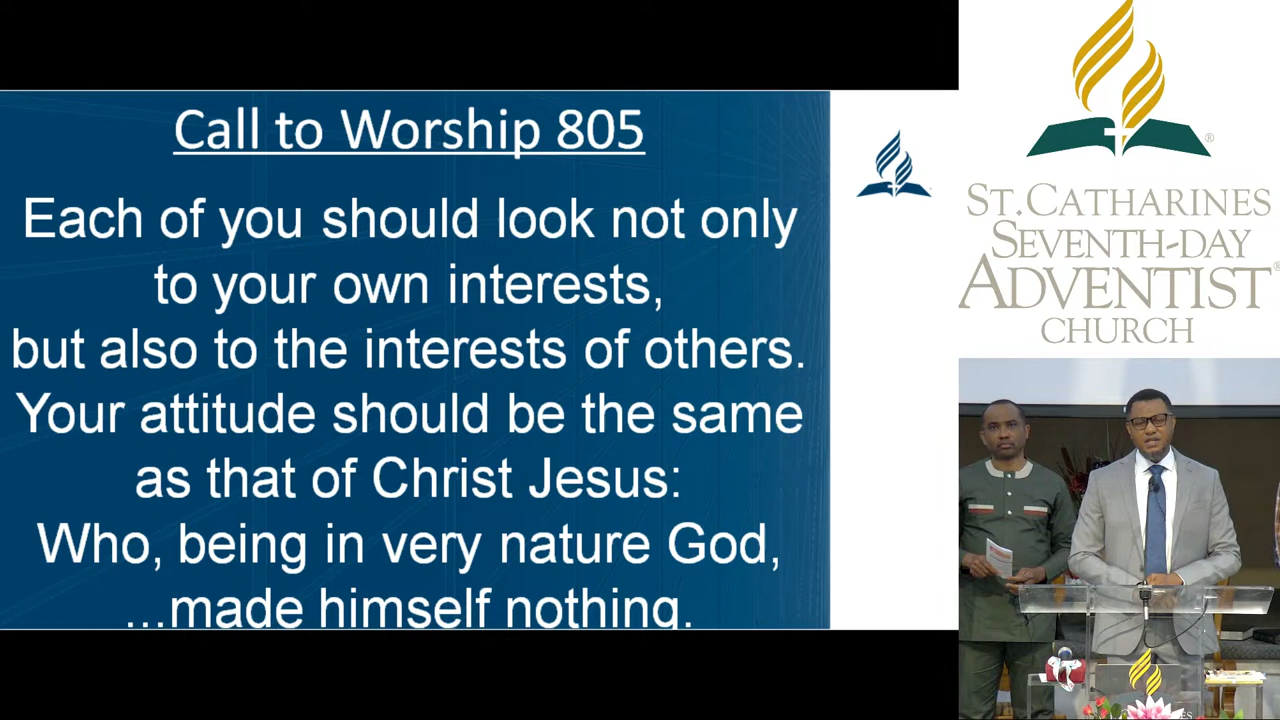 Call to Worship 805
Each of you should look not only
to your own interests,
but also to the interests of others.
Your attitude should be the same
as that of Christ Jesus:
Who, being in very nature God,
...made himself nothing.
®
ST. CATHARINES
SEVENTH-DAY
ADVENTIST®
CHURCH